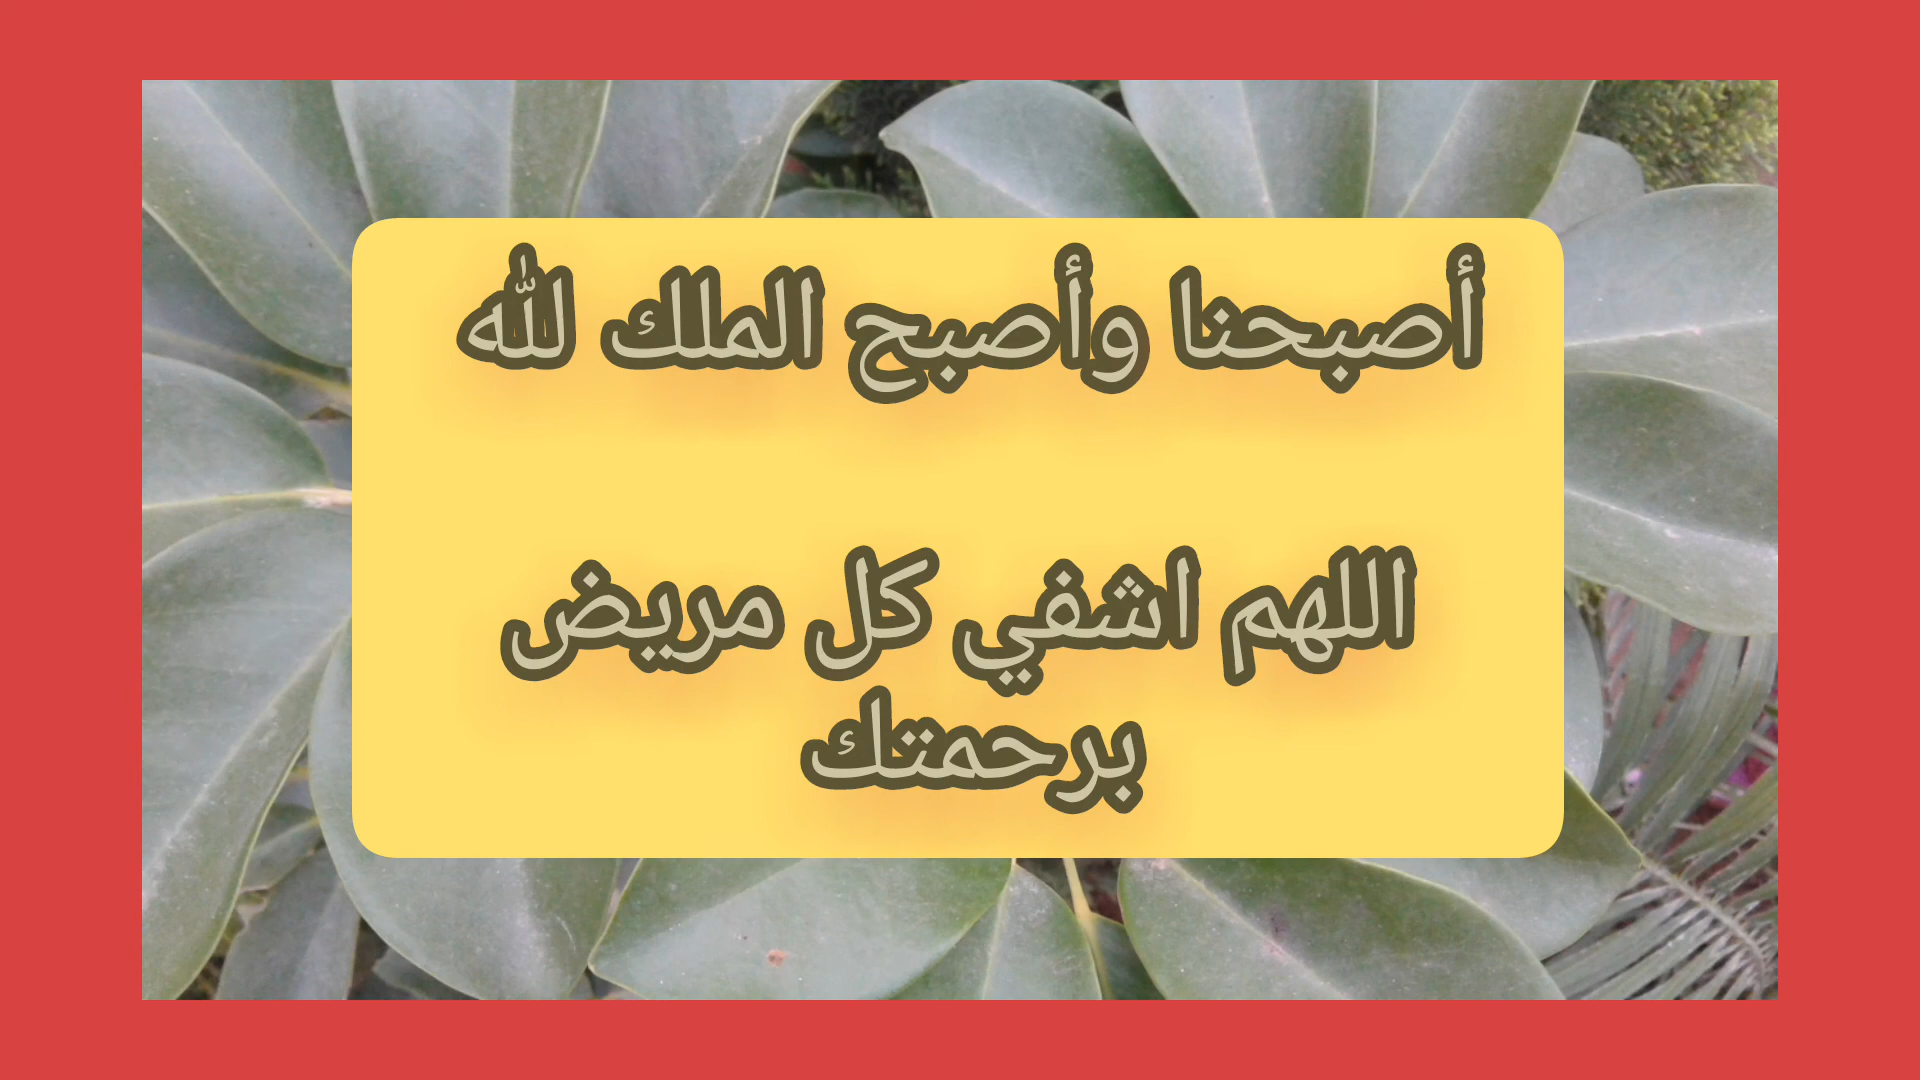 أصبحنا وأصبح الملك لله
اللهم اشفي كل مريض
برحمتك